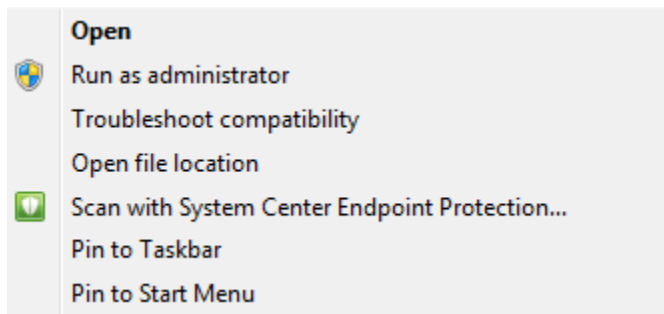 Open
Run as administrator
Troubleshoot compatibility
Open file location
Scan with System Center Endpoint Protection...
Pin to Taskbar
Pin to Start Menu